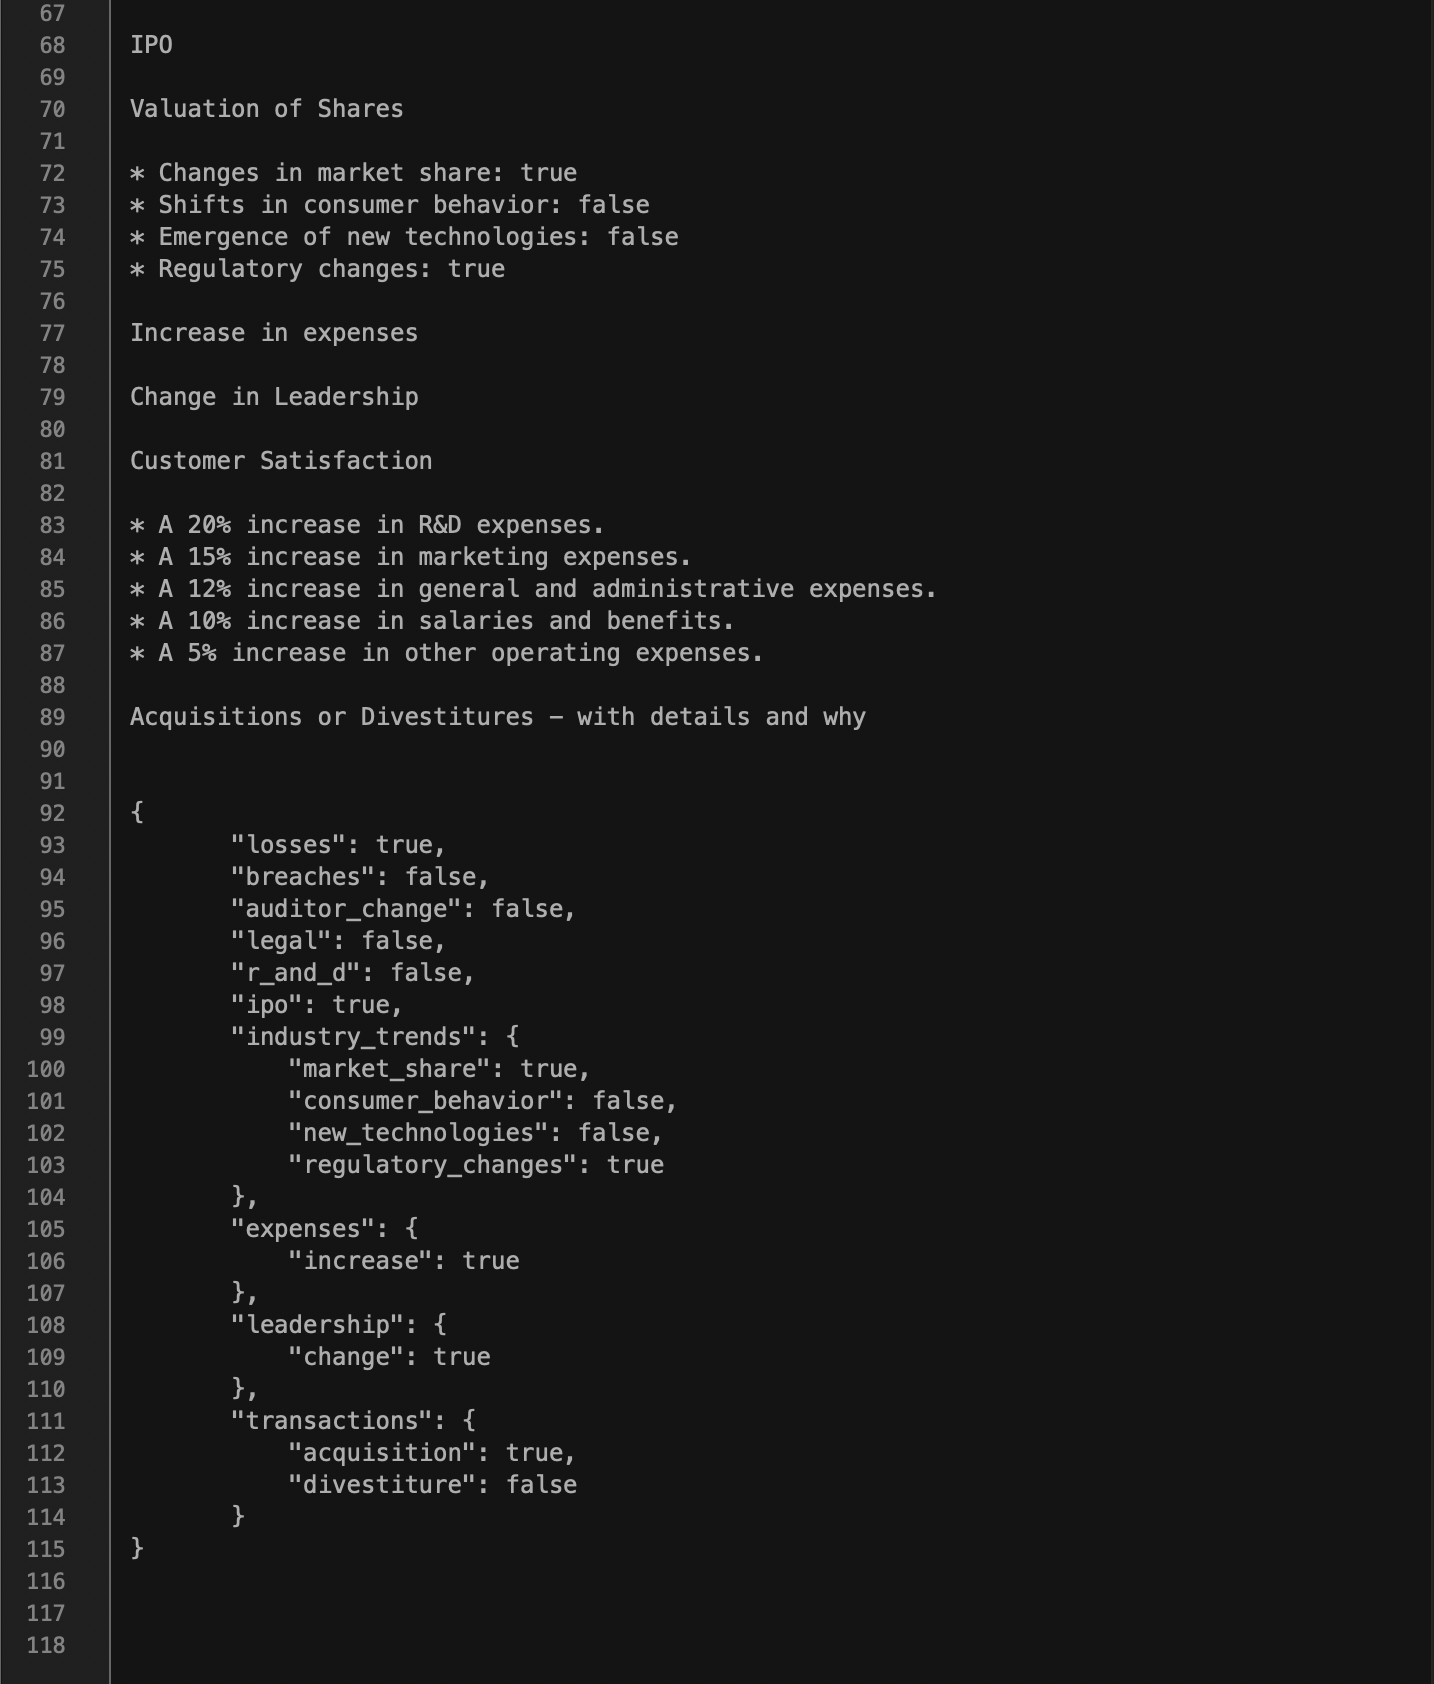 67
68 IPO
69
70 Valuation of Shares
71
72 * Changes in market share: true
73 * Shifts in consumer behavior: false
74 * Emergence of new technologies: false
75 * Regulatory changes: true
76
77 Increase in expenses
78
79 Change in Leadership
80
81 Customer Satisfaction
82
83 * A 20% increase in R&D expenses.
84 * A 15% increase in marketing expenses.
85 * A 12% increase in general and administrative expenses.
86 * A 10% increase in salaries and benefits.
87 * A 5% increase in other operating expenses.
88
89 Acquisitions or Divestitures – with details and why
90
91
92 {
93        "losses": true,
94        "breaches": false,
95        "auditor_change": false,
96        "legal": false,
97        "r_and_d": false,
98        "ipo": true,
99        "industry_trends": {
100            "market_share": true,
101            "consumer_behavior": false,
102            "new_technologies": false,
103            "regulatory_changes": true
104        },
105        "expenses": {
106            "increase": true
107        },
108        "leadership": {
109            "change": true
110        },
111        "transactions": {
112            "acquisition": true,
113            "divestiture": false
114        }
115 }
116
117
118